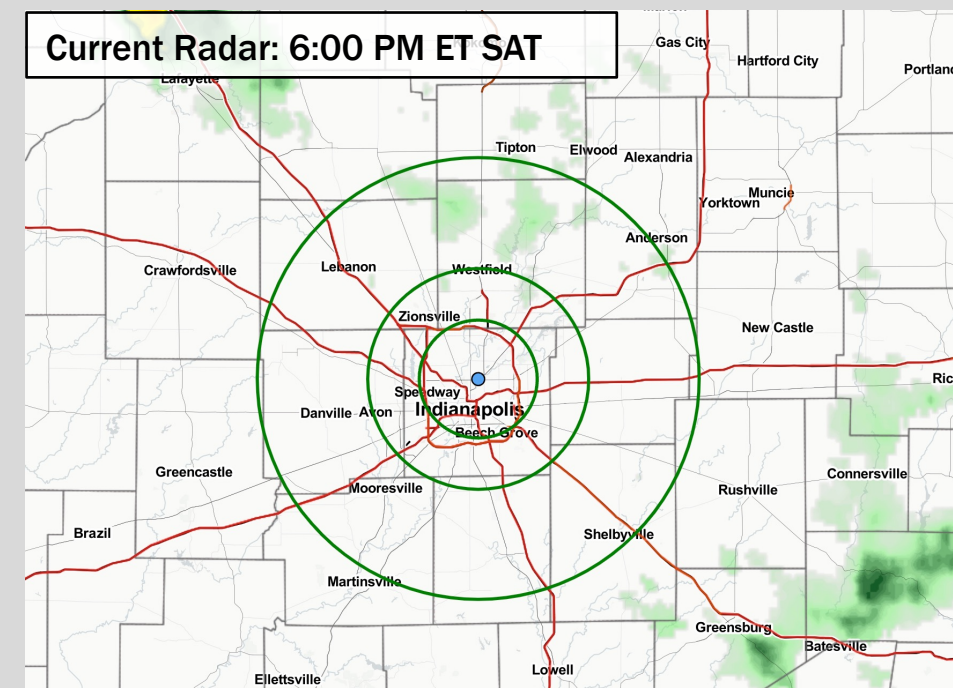 Current Radar: 6:00 PM ET SAT
Gas City
Hartford City
Portland
Lafayette
Tipton
Elwood
Alexandria
Muncie
Yorktown
Anderson
Crawfordsville
Lebanon
Westfield
Zionsville
New Castle
Ric
Speedway
Danville
Avon
Indianapolis
Beech Grove
Greencastle
Connersville
Mooresville
Rushville
Brazil
Shelbyville
Martinsville
Greensburg
Batesville
Lowell
Ellettsville